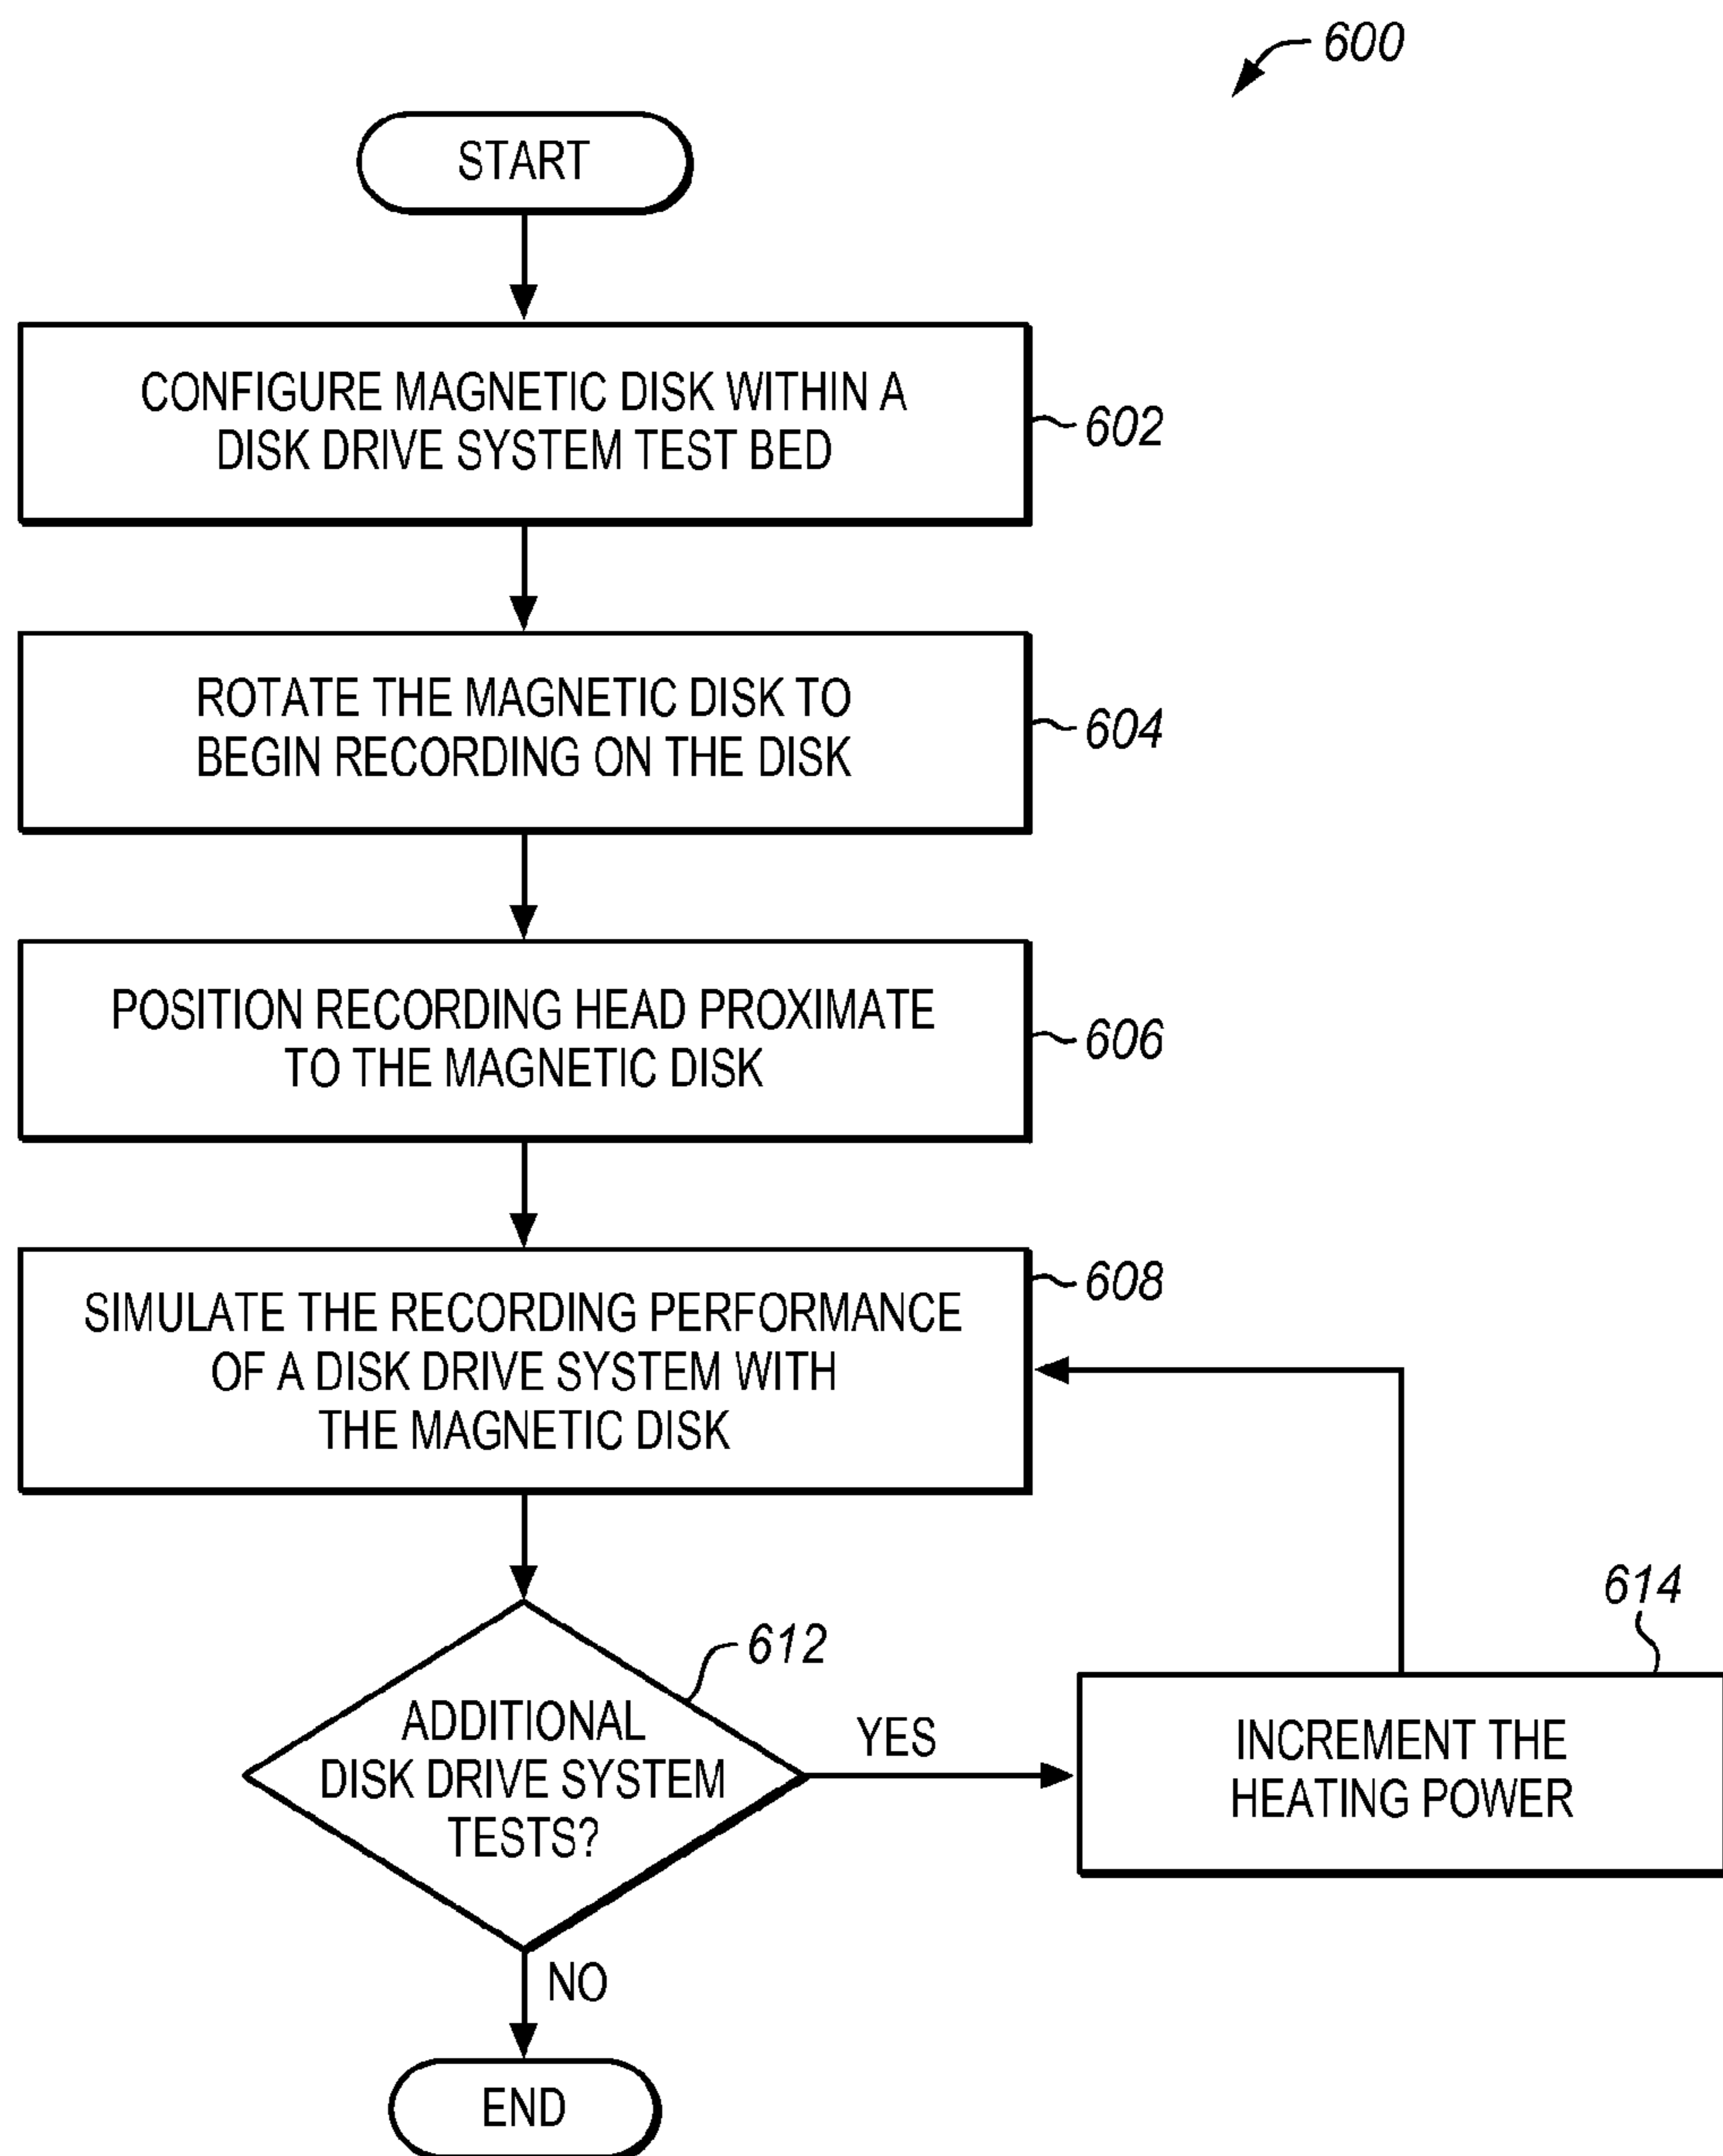 600
START
CONFIGURE MAGNETIC DISK WITHIN A
DISK DRIVE SYSTEM TEST BED
602
ROTATE THE MAGNETIC DISK TO
BEGIN RECORDING ON THE DISK
604
POSITION RECORDING HEAD PROXIMATE
TO THE MAGNETIC DISK
606
SIMULATE THE RECORDING PERFORMANCE
OF A DISK DRIVE SYSTEM WITH
THE MAGNETIC DISK
608
ADDITIONAL
DISK DRIVE SYSTEM
TESTS?
612
YES
614
INCREMENT THE
HEATING POWER
NO
END